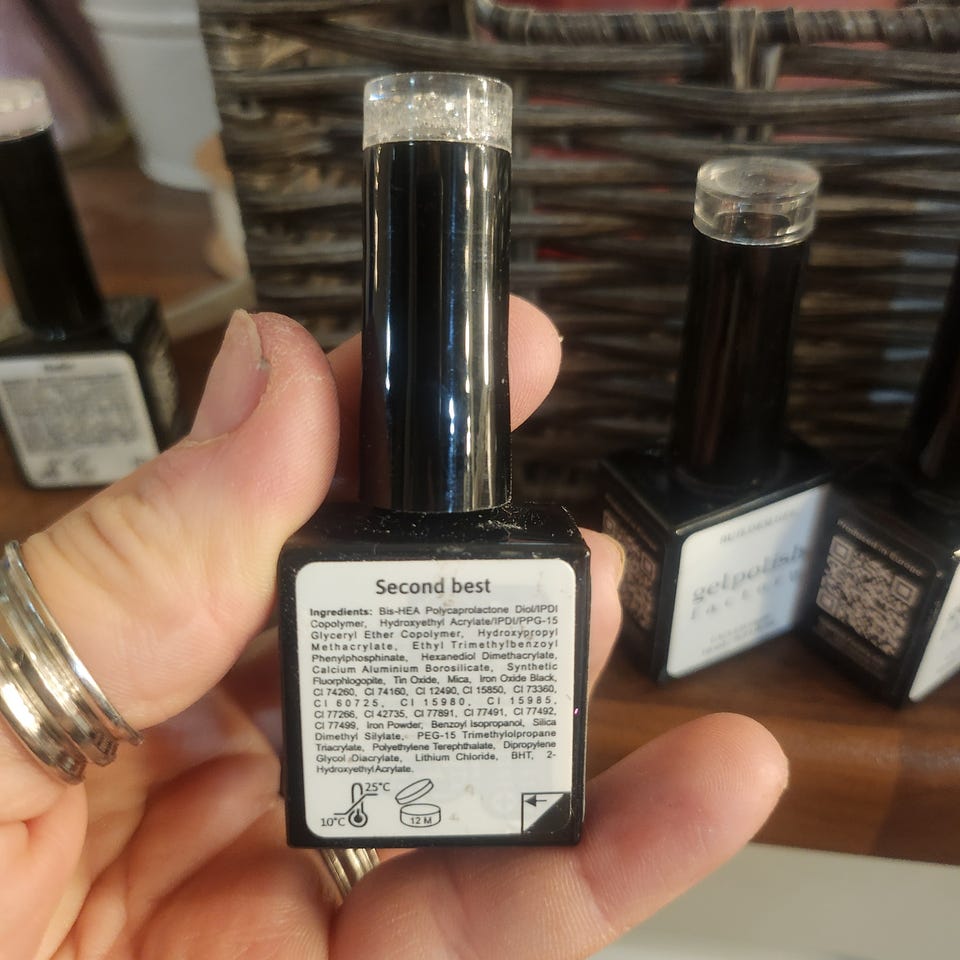 Second best
Ingredients: Bis-HEA Polycaprolactone Diol/IPDI
Copolymer, Hydroxyethyl Acrylate/IPDI/PPG-15
Glyceryl Ether Copolymer, Hydroxypropyl
Methacrylate, Ethyl Trimethylbenzoyl
Phenylphosphinate, Hexanediol Dimethacrylate,
Calcium Aluminium Borosilicate, Synthetic
Fluorphlogopite, Tin Oxide, Mica, Iron Oxide Black,
CI 74260, CI 74160, CI 12490, CI 15850, CI 73360,
CI 60725, CI 15980, CI 15985,
CI 77266, CI 42735, CI 77891, CI 77491, CI 77492,
CI 77499, Iron Powder, Benzoyl Isopropanol, Silica
Dimethyl Silylate, PEG-15 Trimethylolpropane
Triacrylate, Polyethylene Terephthalate, Dipropylene
Glycol Diacrylate, Lithium Chloride, BHT, 2-
Hydroxyethyl Acrylate.
25°C
10°C
12 M
gelpolish
FACTORY
Produced in Europe